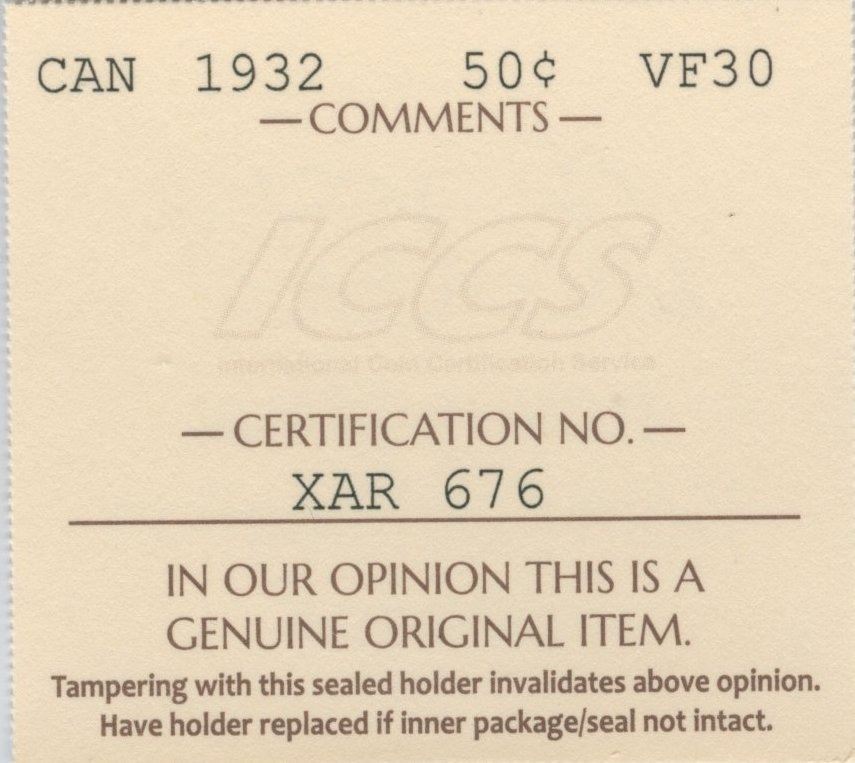 CAN 1932 50¢ VF30
— COMMENTS —
ICCS
International Coin Certification Service
— CERTIFICATION NO. —
XAR 676
IN OUR OPINION THIS IS A
GENUINE ORIGINAL ITEM.
Tampering with this sealed holder invalidates above opinion.
Have holder replaced if inner package/seal not intact.